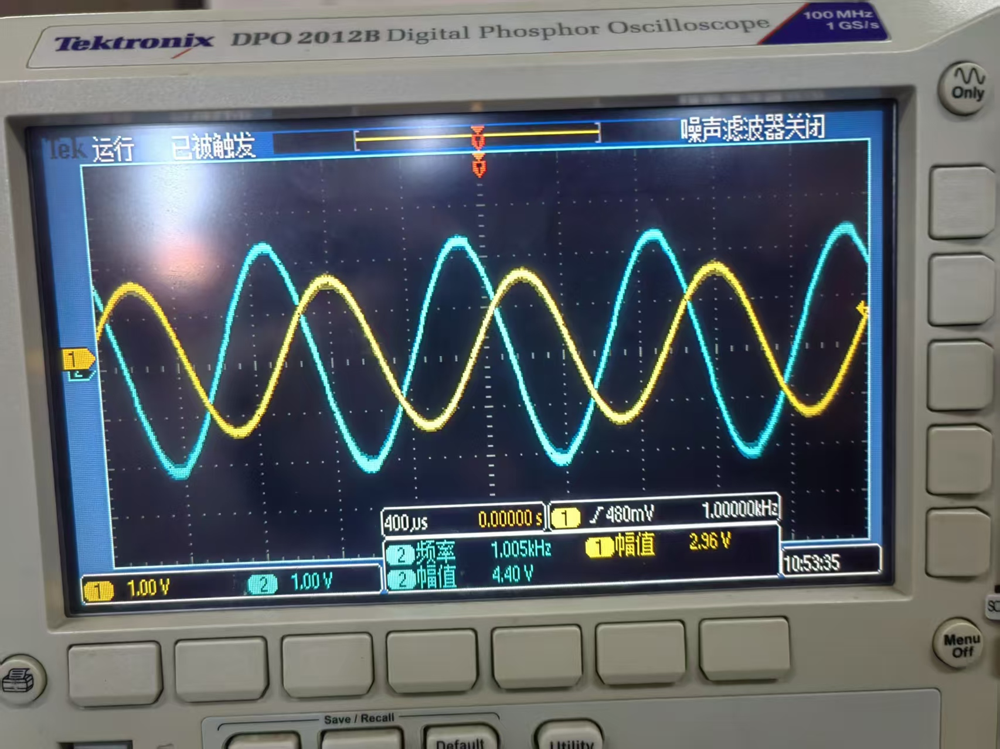 Tektronix DPO 2012B Digital Phosphor Oscilloscope
100 MHz
1 GS/s
Only
Tek 运行 已被触发 噪声滤波器关闭
1
2
400µs 0.00000 s
1 480mV 1.00000kHz
2 频率 1.005kHz 1 幅值 2.96 V
2 幅值 4.40 V
10:53:35
1 1.00 V 2 1.00 V
Menu
Off
Save / Recall
Default
Utility